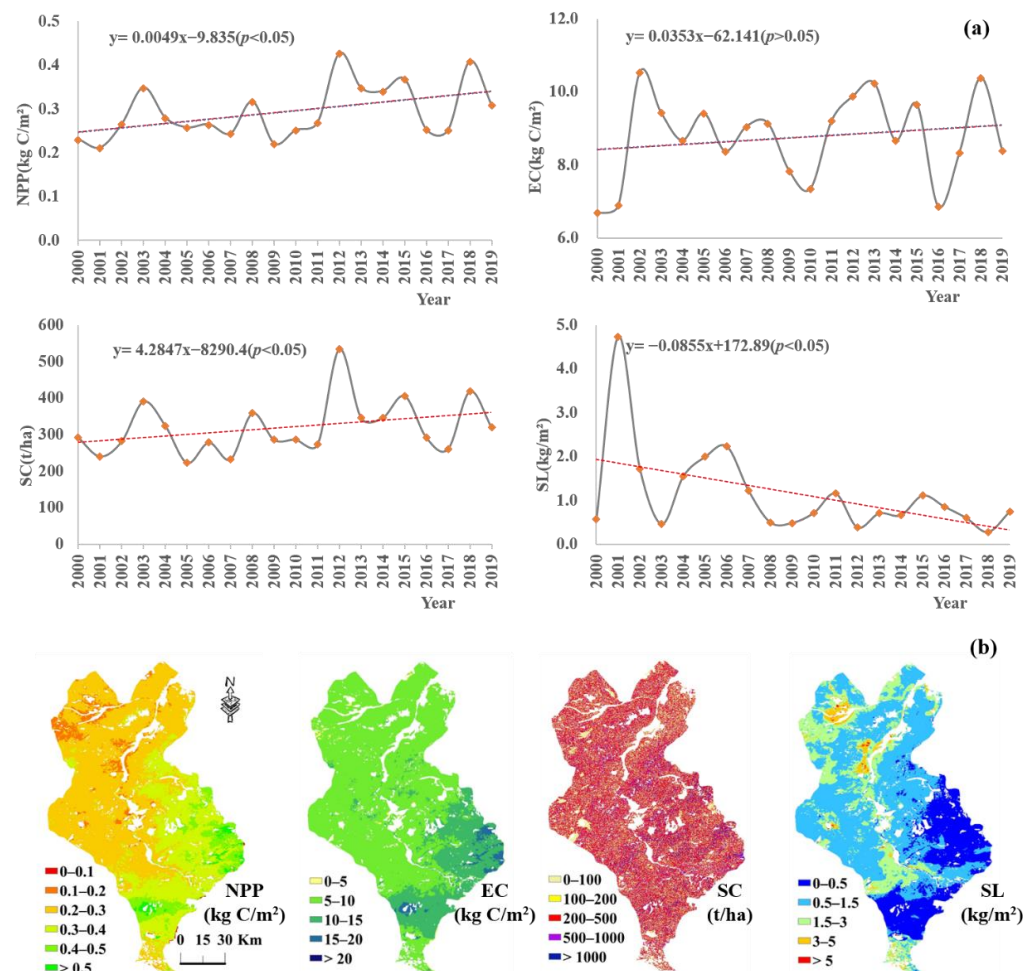 (a)
y= 0.0049x−9.835(p<0.05)
NPP(kg C/m²)
0.5
0.4
0.3
0.2
0.1
0.0
2000 2001 2002 2003 2004 2005 2006 2007 2008 2009 2010 2011 2012 2013 2014 2015 2016 2017 2018 2019
Year
y= 0.0353x−62.141(p>0.05)
EC(kg C/m²)
12.0
10.0
8.0
6.0
2000 2001 2002 2003 2004 2005 2006 2007 2008 2009 2010 2011 2012 2013 2014 2015 2016 2017 2018 2019
Year
y= 4.2847x−8290.4(p<0.05)
SC(t/ha)
600
500
400
300
200
100
0
2000 2001 2002 2003 2004 2005 2006 2007 2008 2009 2010 2011 2012 2013 2014 2015 2016 2017 2018 2019
Year
y= −0.0855x+172.89(p<0.05)
SL(kg/m²)
5.0
4.0
3.0
2.0
1.0
0.0
2000 2001 2002 2003 2004 2005 2006 2007 2008 2009 2010 2011 2012 2013 2014 2015 2016 2017 2018 2019
Year
(b)
N
0–0.1
0.1–0.2
0.2–0.3
0.3–0.4
0.4–0.5
> 0.5
NPP
(kg C/m²)
0 15 30 Km
0–5
5–10
10–15
15–20
> 20
EC
(kg C/m²)
0–100
100–200
200–500
500–1000
> 1000
SC
(t/ha)
0–0.5
0.5–1.5
1.5–3
3–5
> 5
SL
(kg/m²)